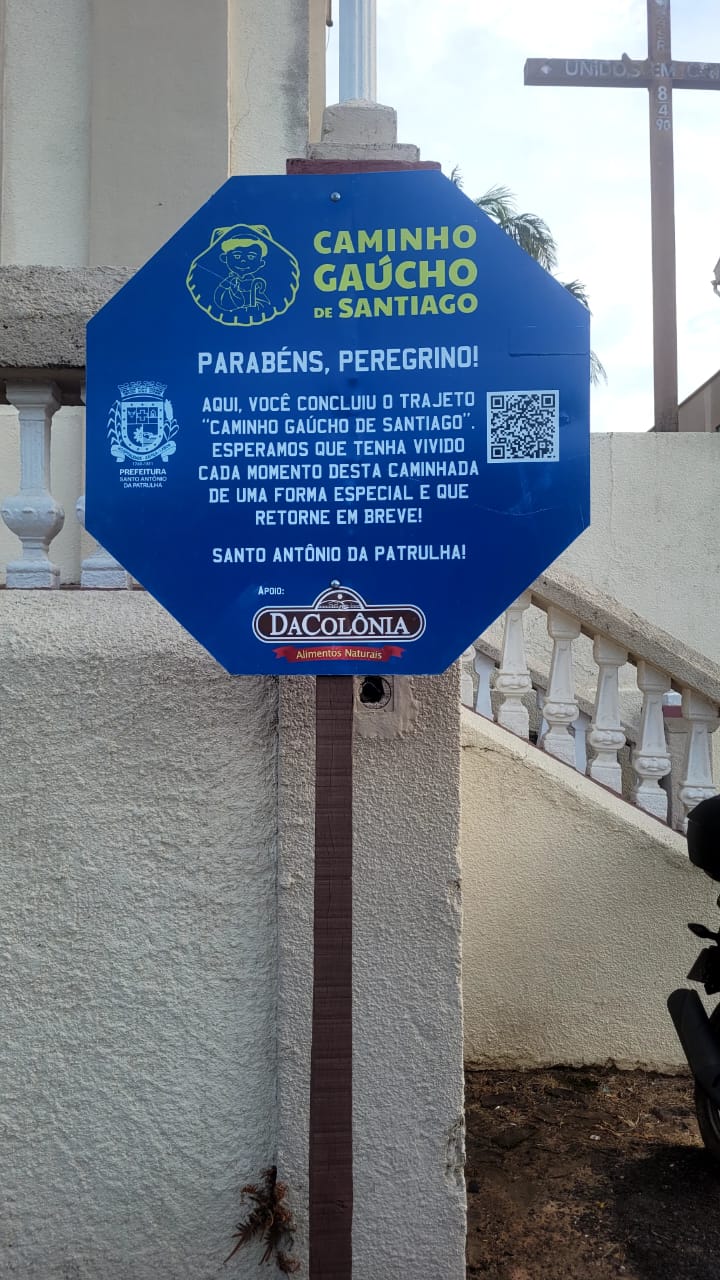 UNIDOS EM
84
90
CAMINHO
GAÚCHO
DE SANTIAGO
PARABÉNS, PEREGRINO!
AQUI, VOCÊ CONCLUIU O TRAJETO
"CAMINHO GAÚCHO DE SANTIAGO".
ESPERAMOS QUE TENHA VIVIDO
CADA MOMENTO DESTA CAMINHADA
DE UMA FORMA ESPECIAL E QUE
RETORNE EM BREVE!
SANTO ANTÔNIO DA PATRULHA!
PREFEITURA
SANTO ANTÔNIO
DA PATRULHA
APOIO:
DACOLÔNIA
Alimentos Naturais